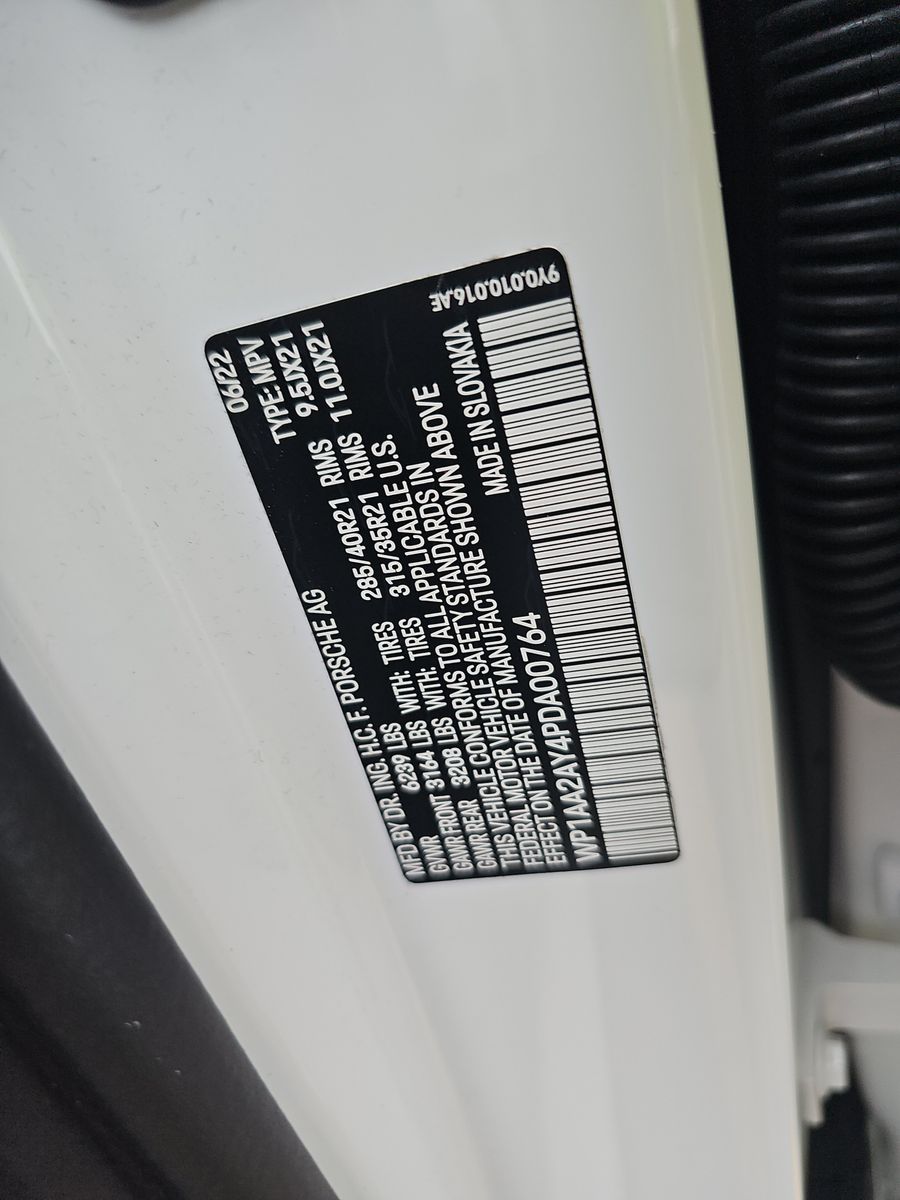 MFD BY DR. ING. H.C. F. PORSCHE AG 06/22
GVWR 6239 LBS TYPE: MPV
GAWR FRONT 3164 LBS WITH: TIRES 285/40R21 RIMS 9.5JX21
GAWR REAR 3208 LBS WITH: TIRES 315/35R21 RIMS 11.0JX21
THIS VEHICLE CONFORMS TO ALL APPLICABLE U.S.
FEDERAL MOTOR VEHICLE SAFETY STANDARDS IN
EFFECT ON THE DATE OF MANUFACTURE SHOWN ABOVE
WP1AA2AY4PDA00764 MADE IN SLOVAKIA
9Y0.010.016.AE